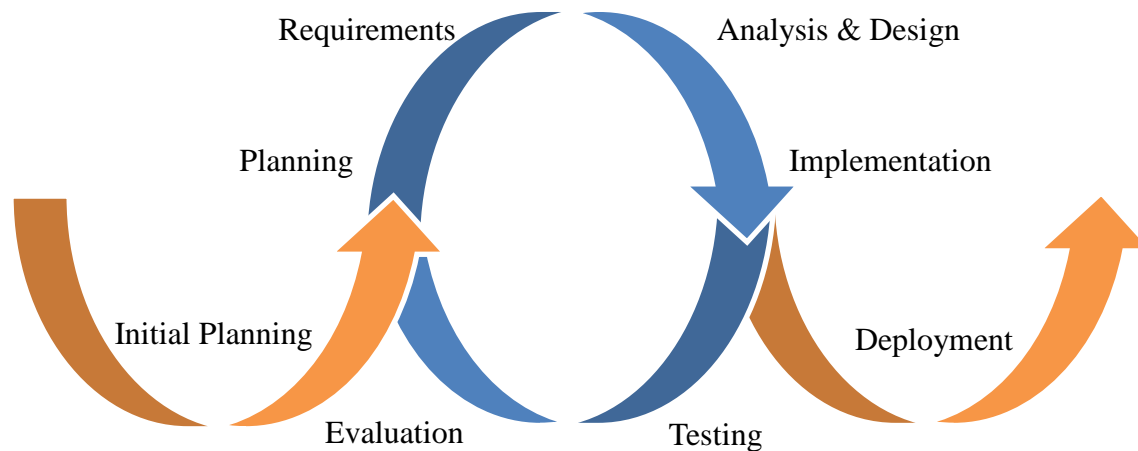 Requirements
Analysis & Design
Planning
Implementation
Initial Planning
Deployment
Evaluation
Testing